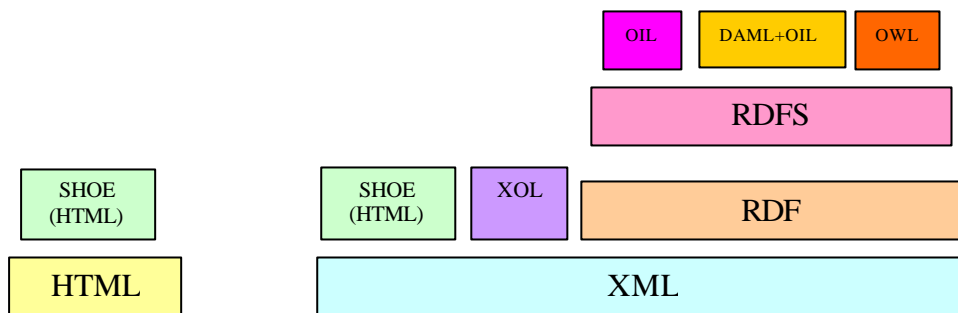 OIL
DAML+OIL
OWL
RDFS
SHOE
(HTML)
SHOE
(HTML)
XOL
RDF
HTML
XML